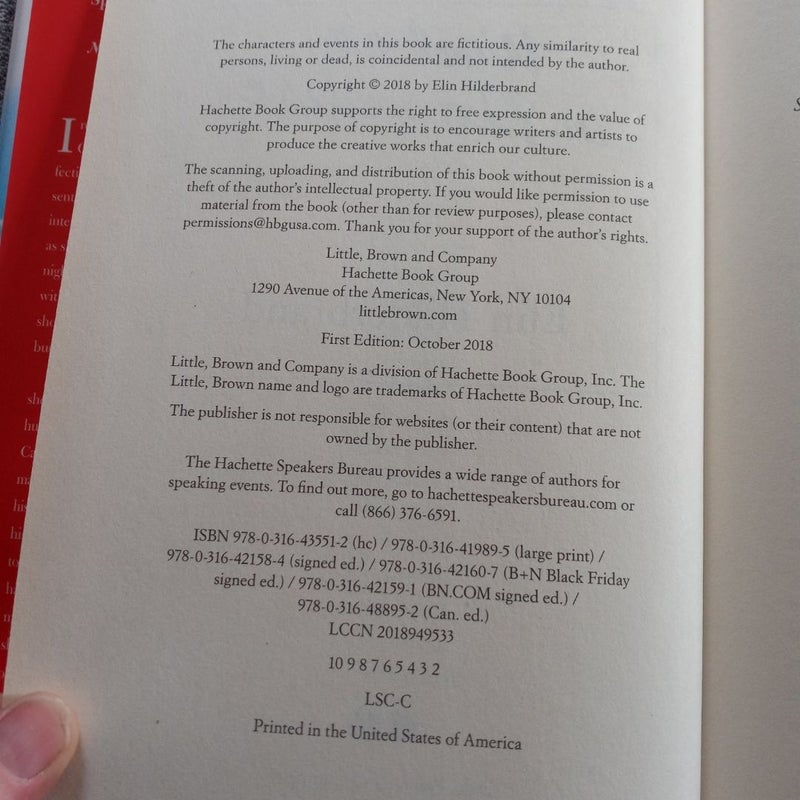 The characters and events in this book are fictitious. Any similarity to real
persons, living or dead, is coincidental and not intended by the author.
Copyright © 2018 by Elin Hilderbrand
Hachette Book Group supports the right to free expression and the value of
copyright. The purpose of copyright is to encourage writers and artists to
produce the creative works that enrich our culture.
The scanning, uploading, and distribution of this book without permission is a
theft of the author's intellectual property. If you would like permission to use
material from the book (other than for review purposes), please contact
permissions@hbgusa.com. Thank you for your support of the author's rights.
Little, Brown and Company
Hachette Book Group
1290 Avenue of the Americas, New York, NY 10104
littlebrown.com
First Edition: October 2018
Little, Brown and Company is a division of Hachette Book Group, Inc. The
Little, Brown name and logo are trademarks of Hachette Book Group, Inc.
The publisher is not responsible for websites (or their content) that are not
owned by the publisher.
The Hachette Speakers Bureau provides a wide range of authors for
speaking events. To find out more, go to hachettespeakersbureau.com or
call (866) 376-6591.
ISBN 978-0-316-43551-2 (hc) / 978-0-316-41989-5 (large print) /
978-0-316-42158-4 (signed ed.) / 978-0-316-42160-7 (B+N Black Friday
signed ed.) / 978-0-316-42159-1 (BN.COM signed ed.) /
978-0-316-48895-2 (Can. ed.)
LCCN 2018949533
10 9 8 7 6 5 4 3 2
LSC-C
Printed in the United States of America